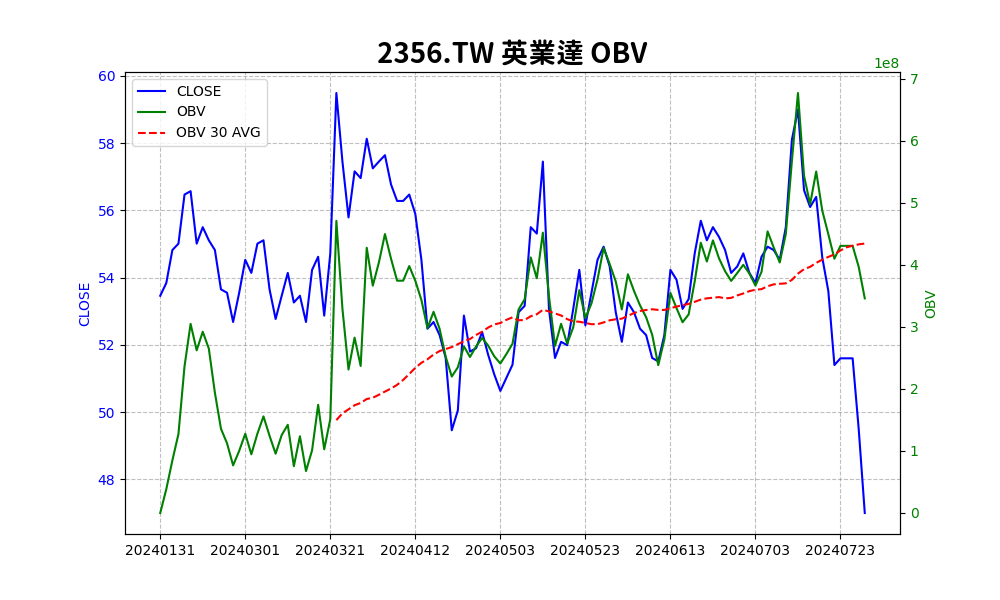 2356.TW 英業達 OBV
1e8
CLOSE
OBV
OBV 30 AVG
60
58
56
54
52
50
48
CLOSE
7
6
5
4
3
2
1
0
OBV
20240131 20240301 20240321 20240412 20240503 20240523 20240613 20240703 20240723